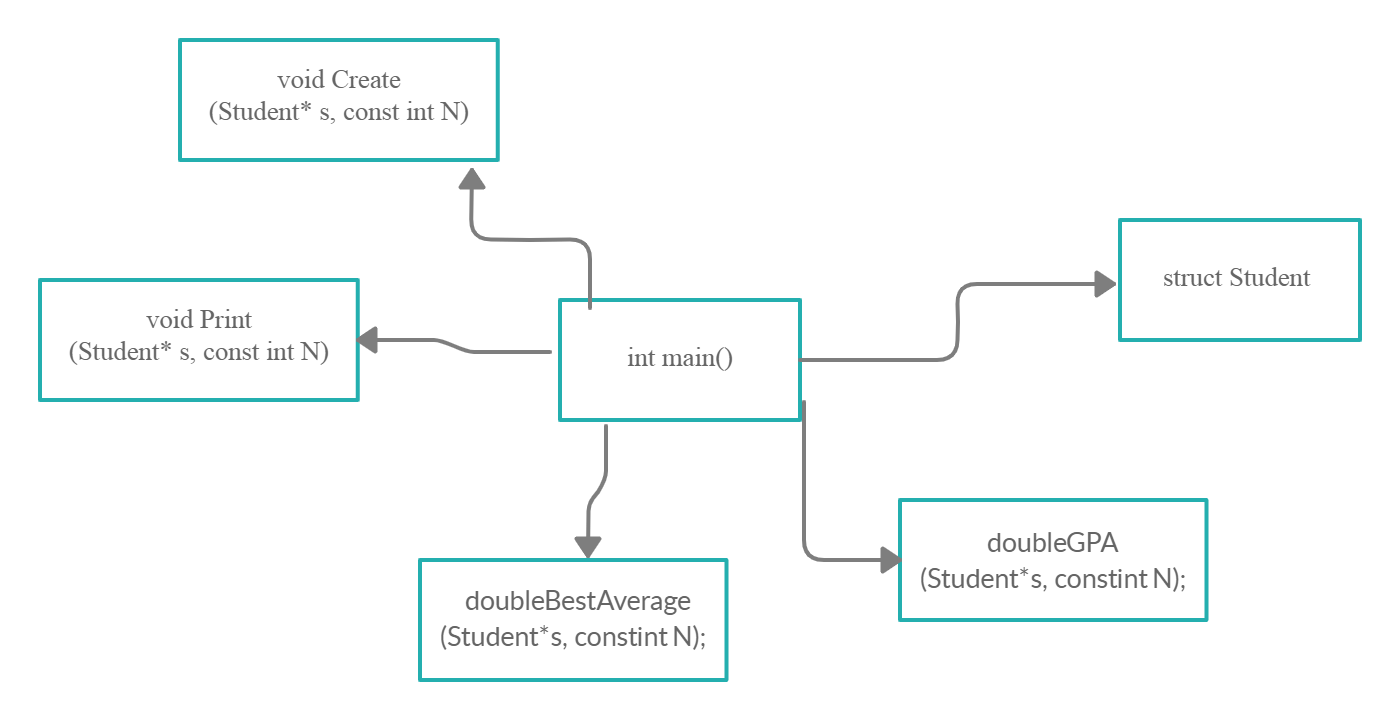 void Create
(Student* s, const int N)
void Print
(Student* s, const int N)
int main()
struct Student
doubleGPA
(Student*s, constint N);
doubleBestAverage
(Student*s, constint N);